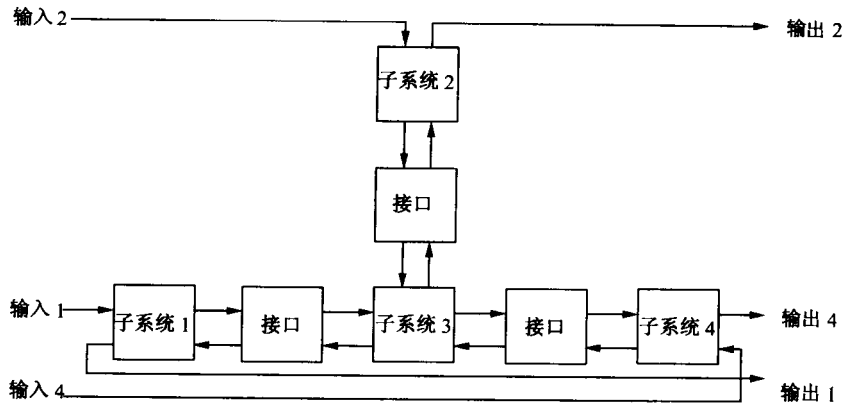 输入 2
输出 2
子系统 2
接口
输入 1
子系统 1
接口
子系统 3
接口
子系统 4
输出 4
输入 4
输出 1